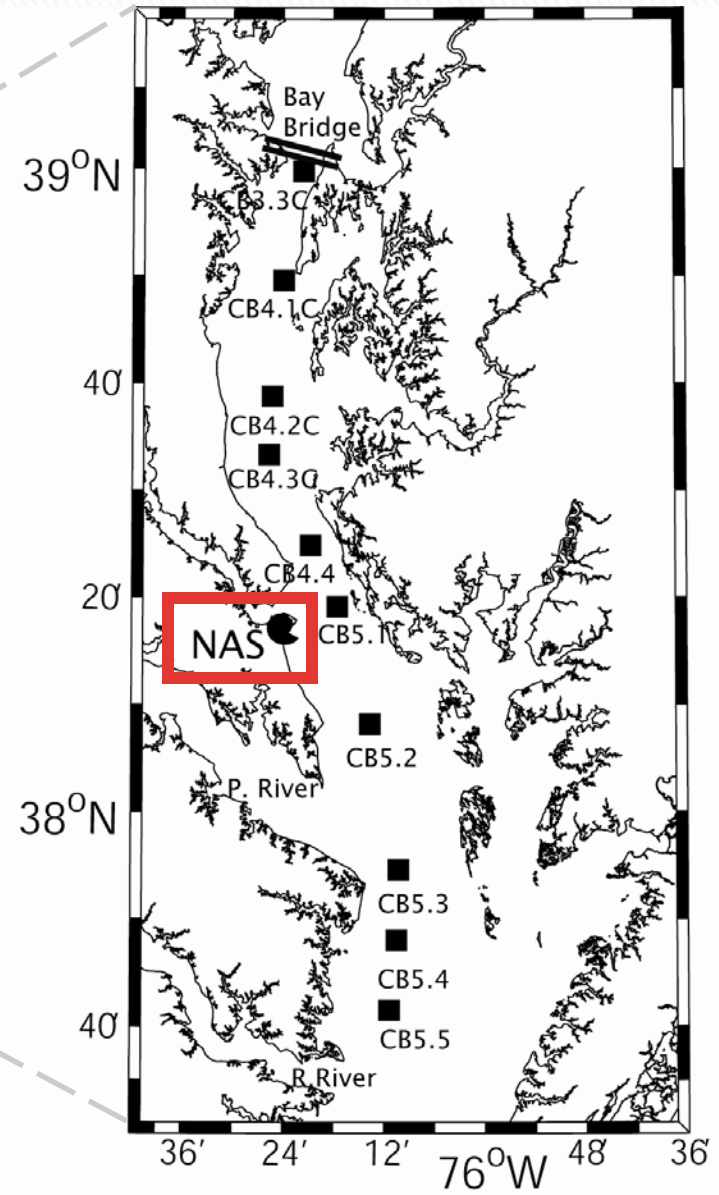 Bay
Bridge
39°N
CB3.3C
CB4.1C
40′
CB4.2C
CB4.3C
CB4.4
20′
CB5.1
NAS
CB5.2
P. River
38°N
CB5.3
CB5.4
40′
CB5.5
R.River
36′ 24′ 12′ 76°W 48′ 36′